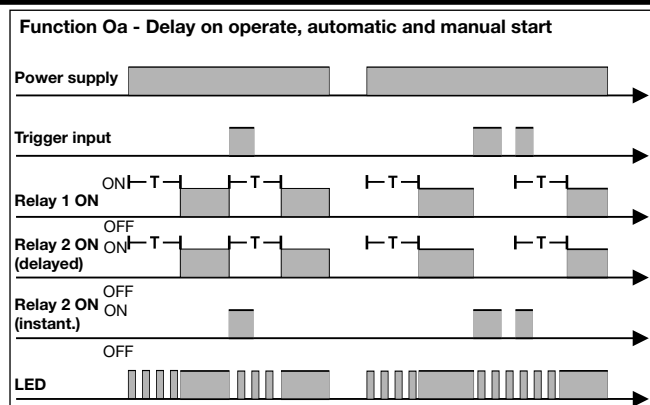 Function Oa - Delay on operate, automatic and manual start
Power supply
Trigger input
ON T T T T
Relay 1 ON
OFF
Relay 2 ON ON T T T T
(delayed)
OFF
Relay 2 ON ON
(instant.)
OFF
LED